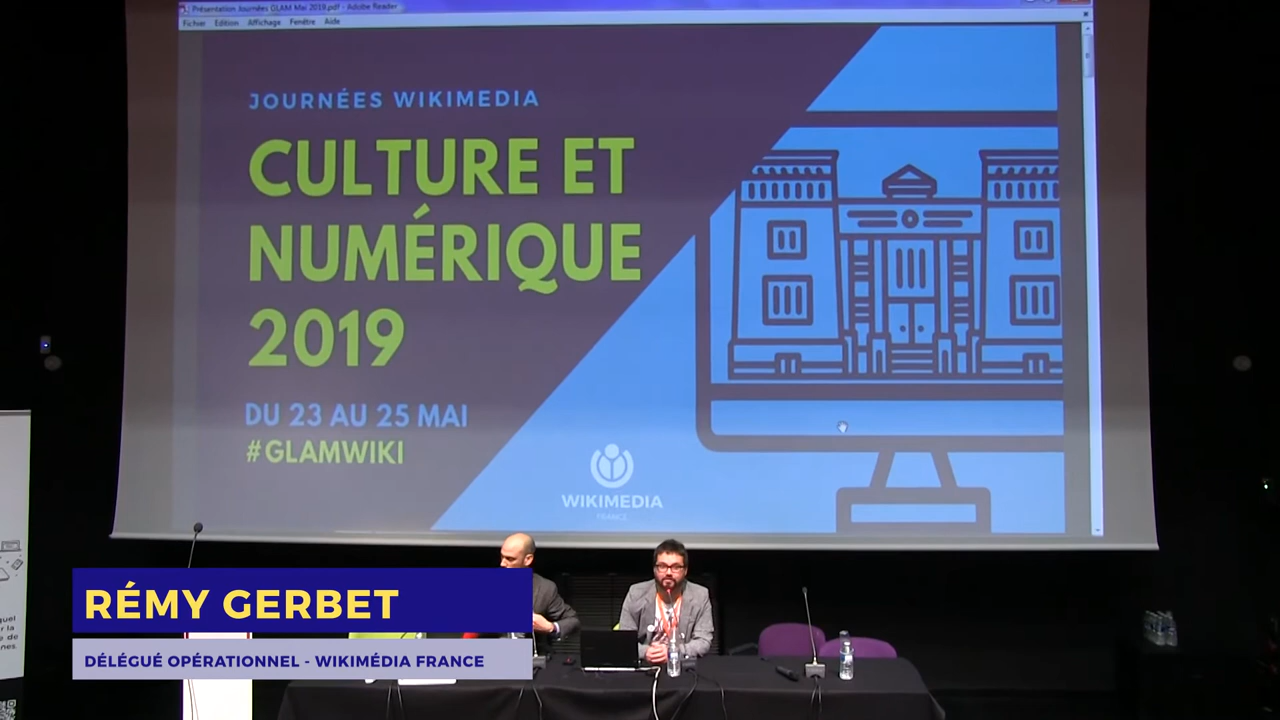 Présentation Journées GLAM Mai 2019.pdf - Adobe Reader
Fichier Edition Affichage Fenêtre Aide
JOURNÉES WIKIMEDIA
CULTURE ET
NUMÉRIQUE
2019
DU 23 AU 25 MAI
#GLAMWIKI
WIKIMEDIA
FRANCE
RÉMY GERBET
DÉLÉGUÉ OPÉRATIONNEL - WIKIMÉDIA FRANCE